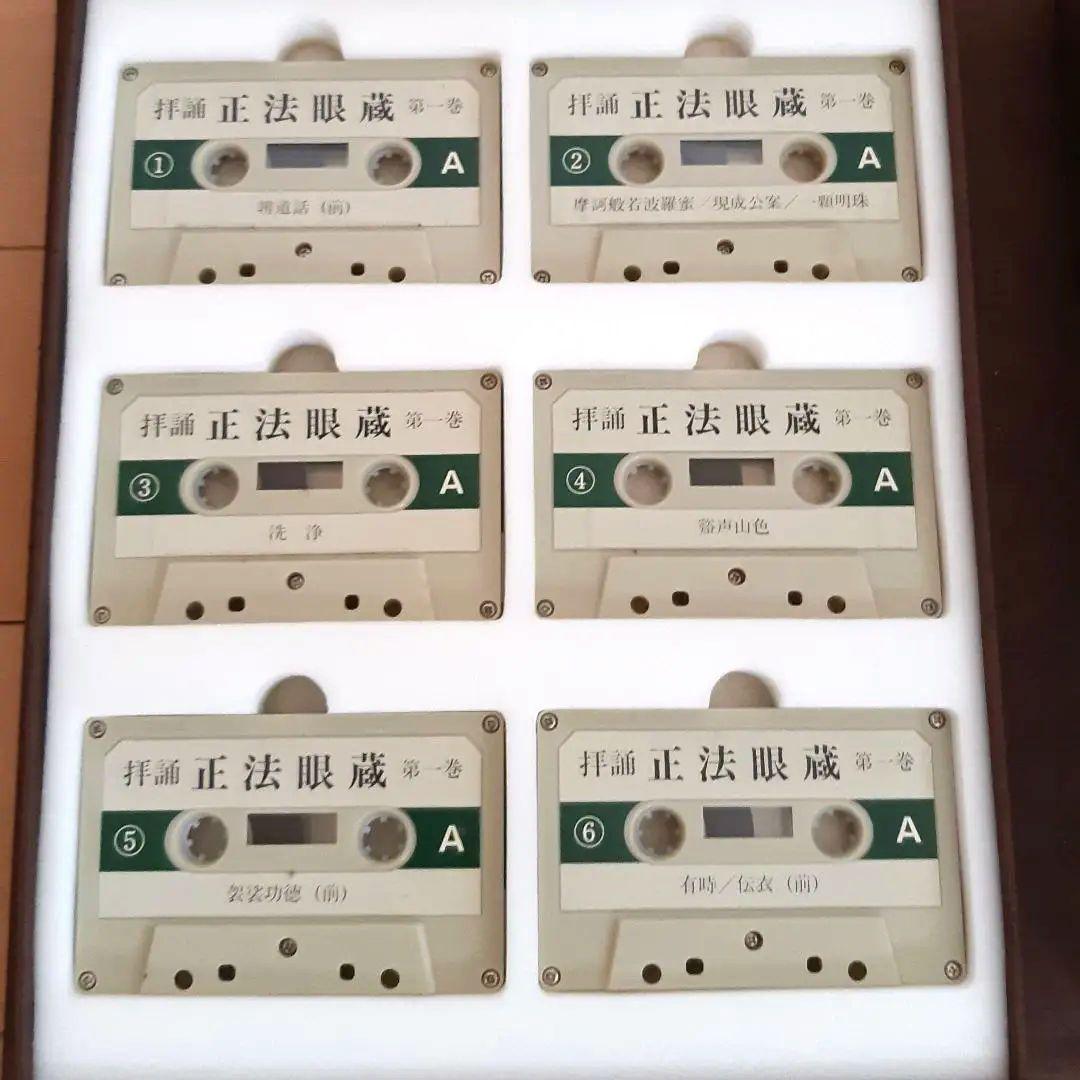 拝誦 正法眼蔵 第一巻
① A
辨道話(前)
拝誦 正法眼蔵 第一巻
② A
摩訶般若波羅蜜/現成公案/一顆明珠
拝誦 正法眼蔵 第一巻
③ A
洗 浄
拝誦 正法眼蔵 第一巻
④ A
谿声山色
拝誦 正法眼蔵 第一巻
⑤ A
袈裟功徳(前)
拝誦 正法眼蔵 第一巻
⑥ A
有時/伝衣(前)